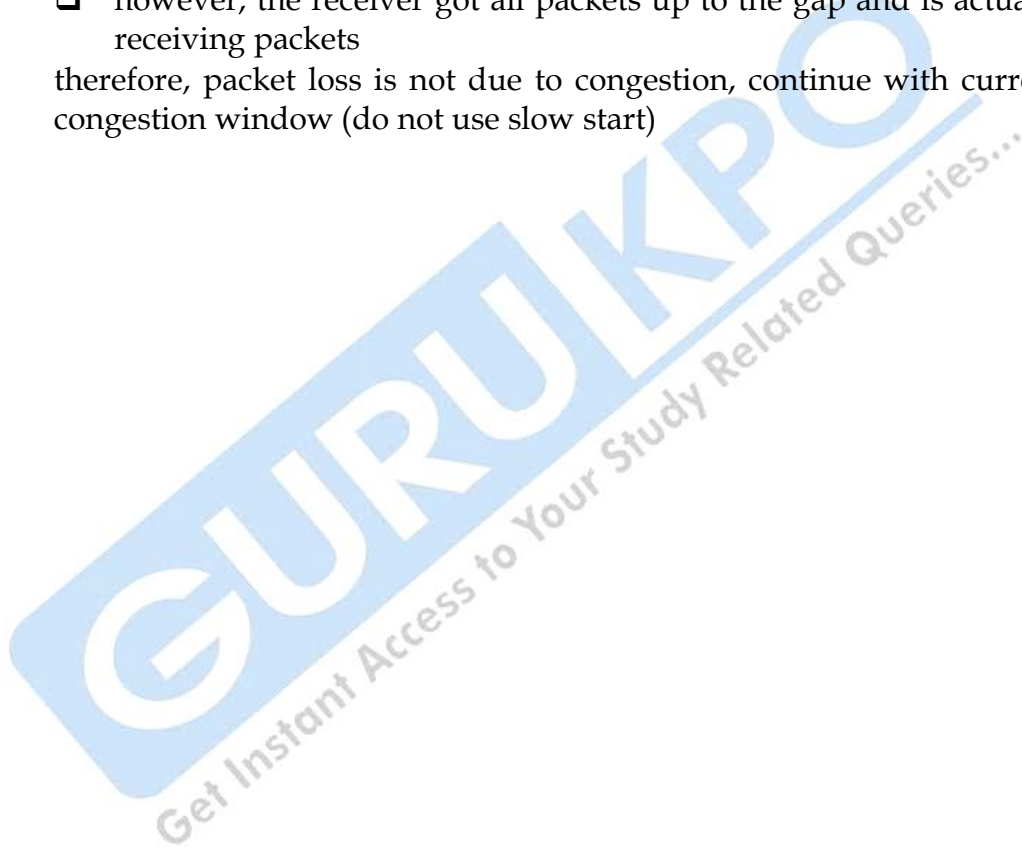 ❑ however, the receiver got all packets up to the gap and is
receiving packets
therefore, packet loss is not due to congestion, continue with
congestion window (do not use slow start)
GURUKPO
Get Instant Access to Your Study Related Queries...